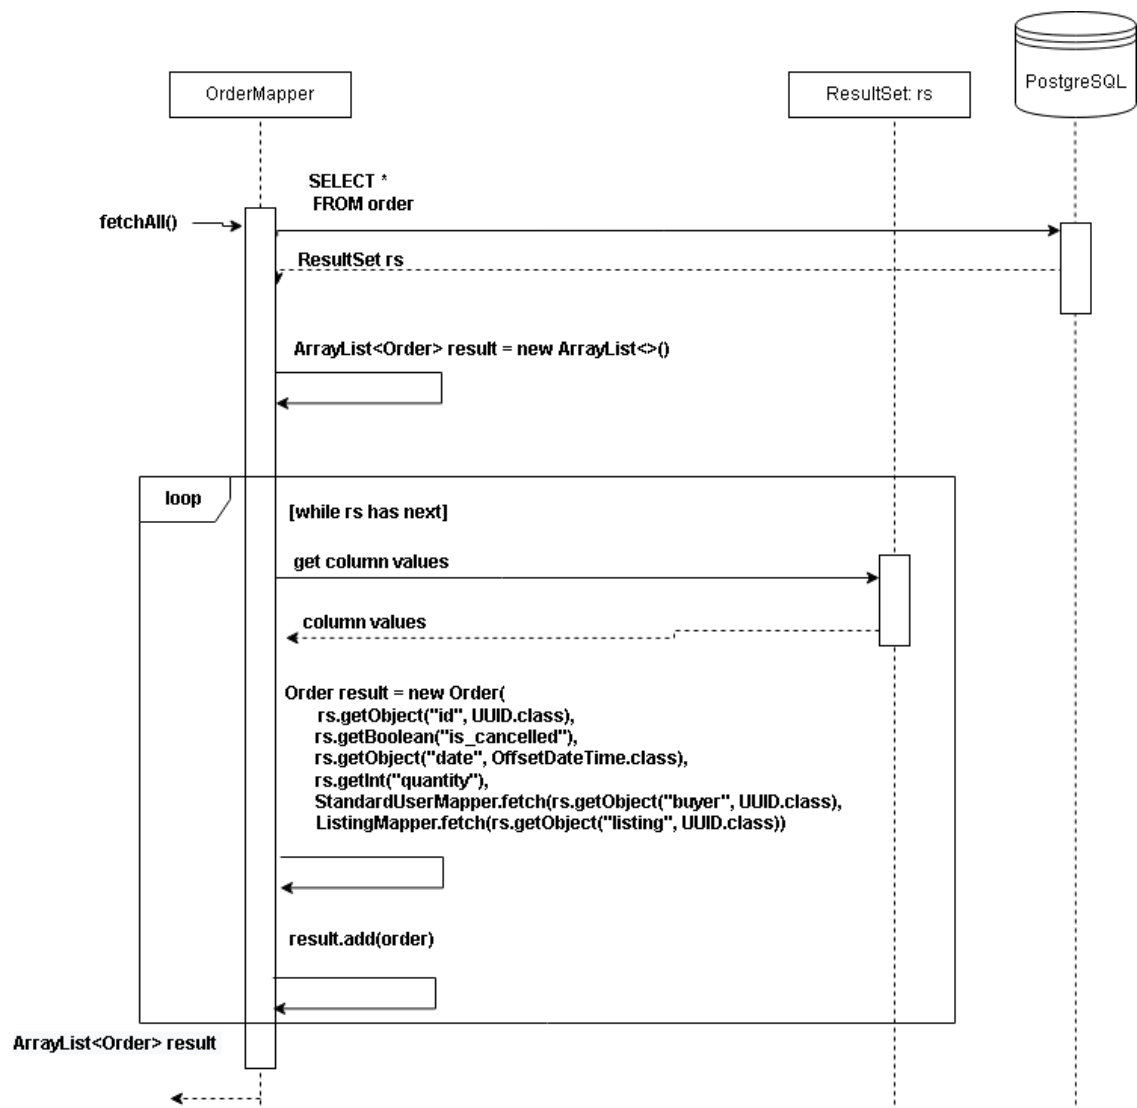 OrderMapper
ResultSet: rs
PostgreSQL
SELECT *
FROM order
fetchAll()
ResultSet rs
ArrayList<Order> result = new ArrayList<>()
loop
[while rs has next]
get column values
column values
Order result = new Order(
rs.getObject("id", UUID.class),
rs.getBoolean("is_cancelled"),
rs.getObject("date", OffsetDateTime.class),
rs.getInt("quantity"),
StandardUserMapper.fetch(rs.getObject("buyer", UUID.class),
ListingMapper.fetch(rs.getObject("listing", UUID.class))
result.add(order)
ArrayList<Order> result